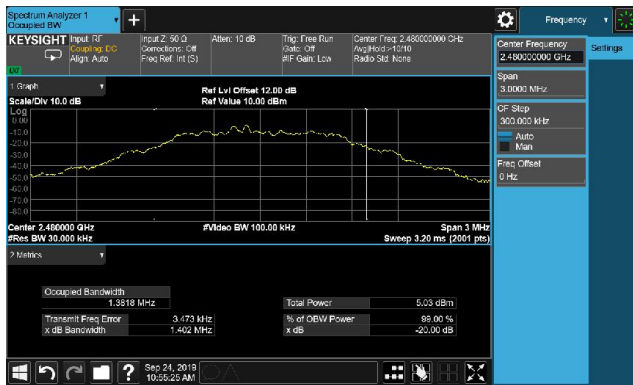 Spectrum Analyzer 1
Occupied BW
+
Frequency
KEYSIGHT
Input: RF
Coupling: DC
Align: Auto
Input Z: 50 Ω
Corrections: Off
Freq Ref: Int (S)
Atten: 10 dB
Trig: Free Run
Gate: Off
#IF Gain: Low
Center Freq: 2.480000000 GHz
Avg|Hold:>10/10
Radio Std: None
Center Frequency
2.480000000 GHz
Settings
Span
3.0000 MHz
CF Step
300.000 kHz
Auto
Man
Freq Offset
0 Hz
1 Graph
Scale/Div 10.0 dB
Ref Lvl Offset 12.00 dB
Ref Value 10.00 dBm
Log
0.00
-10.0
-20.0
-30.0
-40.0
-50.0
-60.0
-70.0
-80.0
Center 2.480000 GHz
#Res BW 30.000 kHz
#Video BW 100.00 kHz
Span 3 MHz
Sweep 3.20 ms (2001 pts)
2 Metrics
Occupied Bandwidth
1.3818 MHz
Total Power 5.03 dBm
Transmit Freq Error 3.473 kHz
% of OBW Power 99.00 %
x dB Bandwidth 1.402 MHz
x dB -20.00 dB
?
Sep 24, 2019
10:55:25 AM